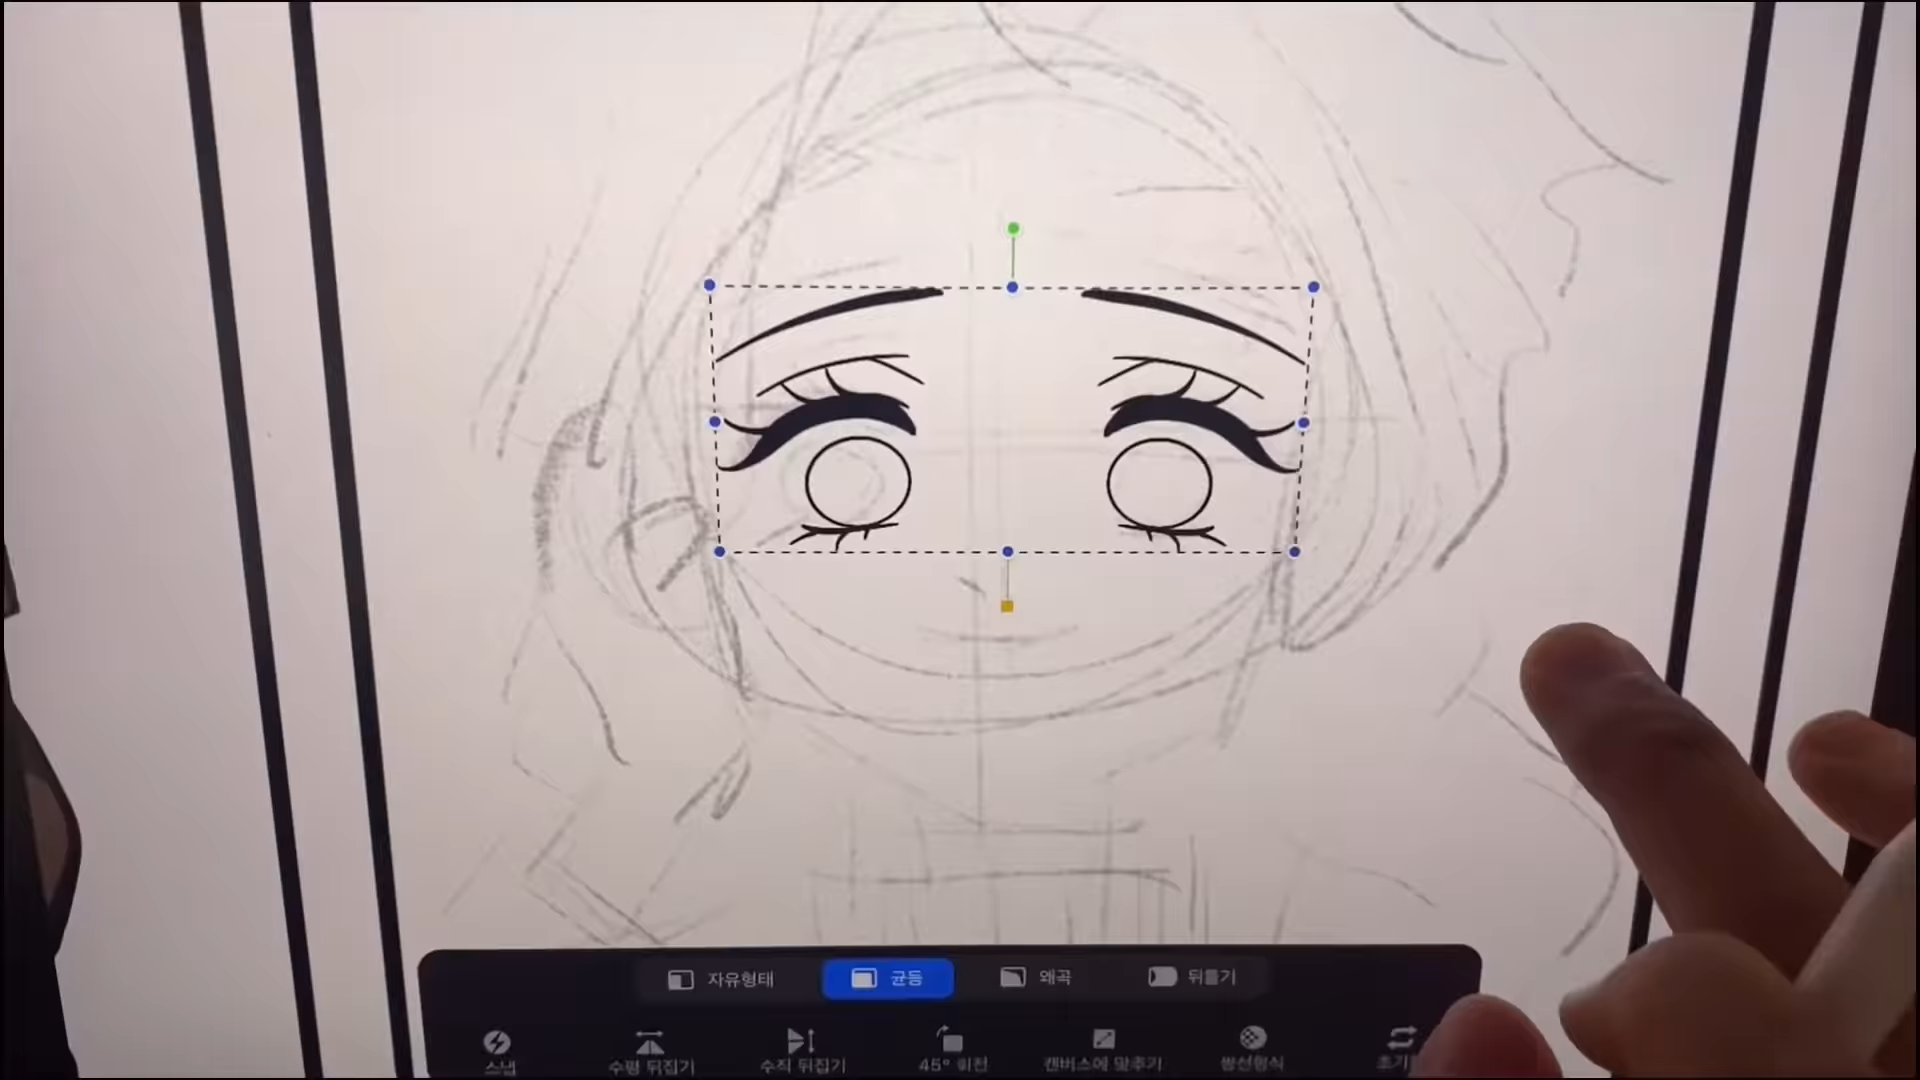 자유형태 균등 왜곡 뒤틀기
스냅 수평 뒤집기 수직 뒤집기 45° 회전 캔버스에 맞추기 쌍선형식